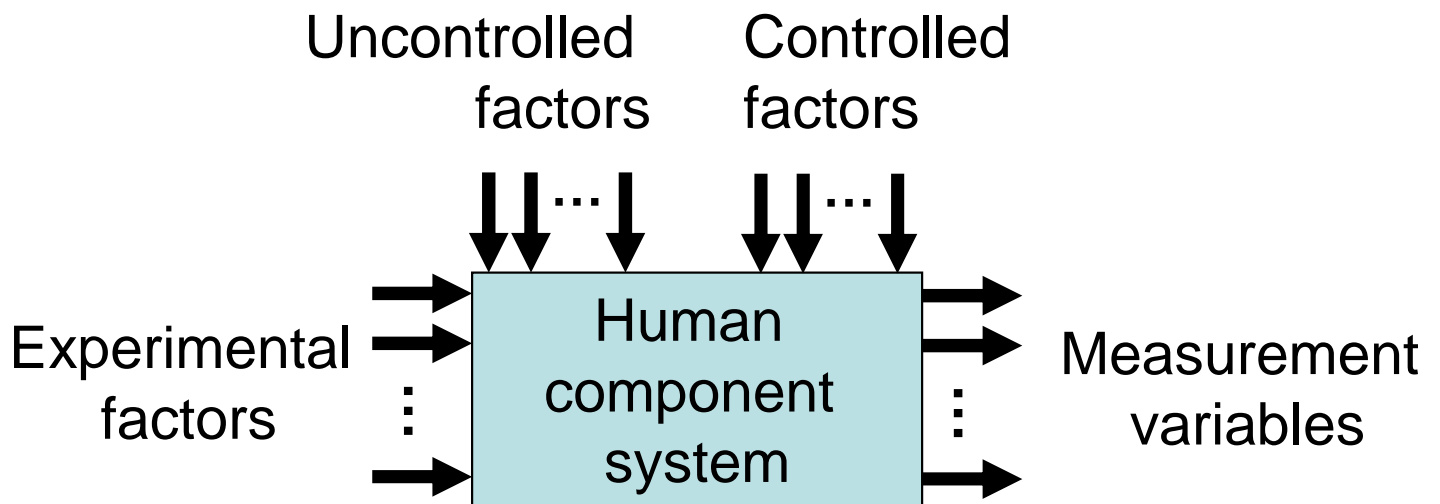 Uncontrolled
factors
Controlled
factors
Experimental
factors
Human
component
system
Measurement
variables